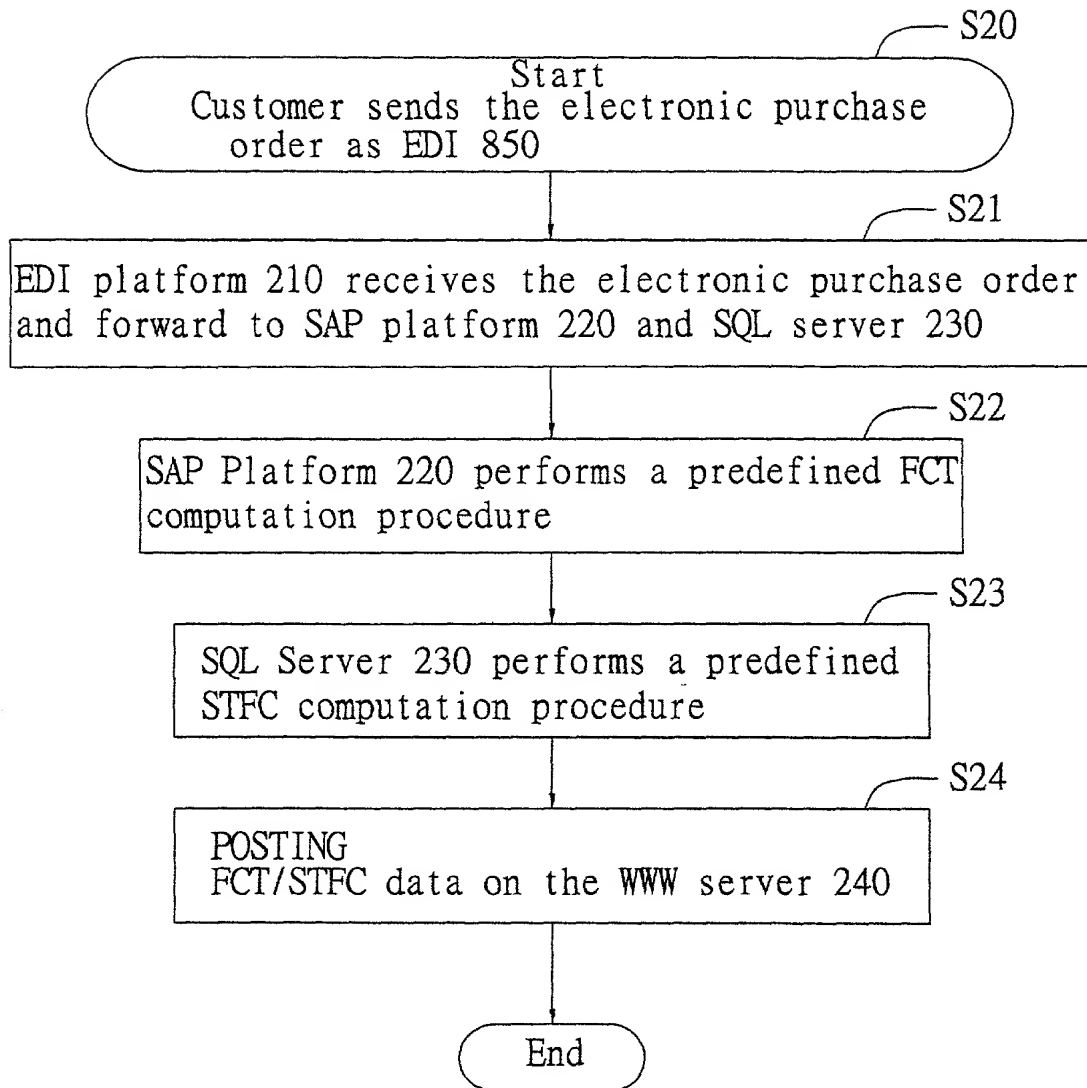 S20
Start
Customer sends the electronic purchase
order as EDI 850
S21
EDI platform 210 receives the electronic purchase order
and forward to SAP platform 220 and SQL server 230
S22
SAP Platform 220 performs a predefined FCT
computation procedure
S23
SQL Server 230 performs a predefined
STFC computation procedure
S24
POSTING
FCT/STFC data on the WWW server 240
End